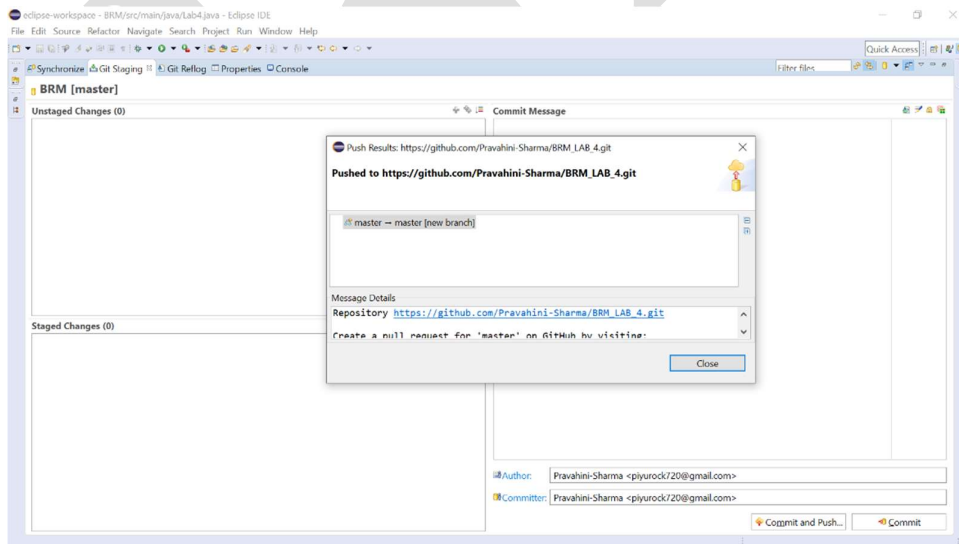 eclipse-workspace - BRM/src/main/java/Lab4.java - Eclipse IDE
File Edit Source Refactor Navigate Search Project Run Window Help
Quick Access
Synchronize Git Staging Git Reflog Properties Console
Filter files
BRM [master]
Unstaged Changes (0)
Commit Message
Push Results: https://github.com/Pravahini-Sharma/BRM_LAB_4.git
Pushed to https://github.com/Pravahini-Sharma/BRM_LAB_4.git
master → master [new branch]
Message Details
Repository https://github.com/Pravahini-Sharma/BRM_LAB_4.git
Create a pull request for 'master' on GitHub by visiting:
Close
Staged Changes (0)
Author: Pravahini-Sharma <piyurock720@gmail.com>
Committer: Pravahini-Sharma <piyurock720@gmail.com>
Commit and Push... Commit